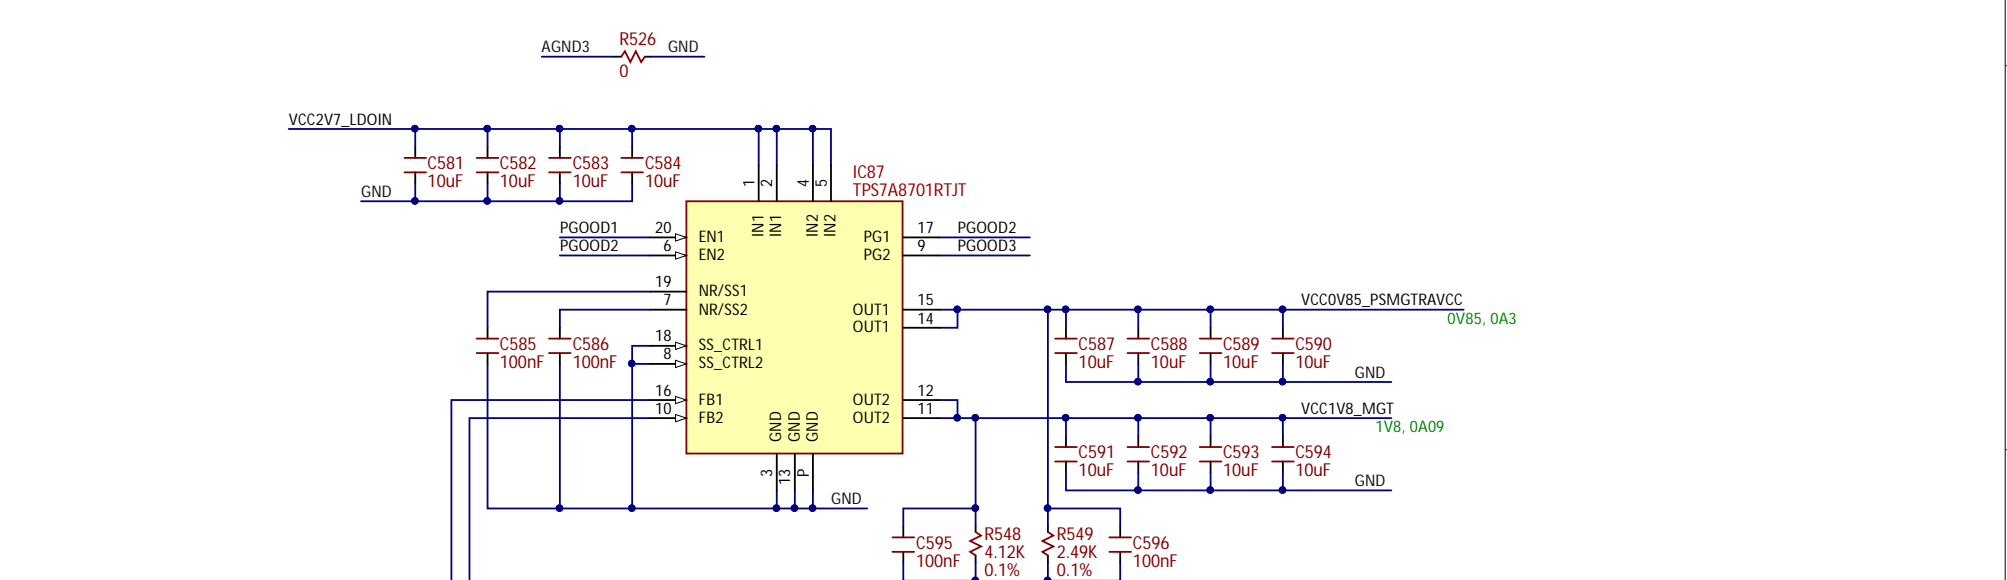 AGND3 R526 GND
0
VCC2V7_LDOIN
C581 C582 C583 C584
10uF 10uF 10uF 10uF
GND
IC87
TPS7A8701RTJT
1 2 4 5
IN1 IN1 IN2 IN2
PGOOD1 20 EN1 PG1 17 PGOOD2
PGOOD2 6 EN2 PG2 9 PGOOD3
19 NR/SS1
7 NR/SS2 OUT1 15 VCC0V85_PSMGTRAVCC
OUT1 14 0V85, 0A3
C585 C586 18 SS_CTRL1 C587 C588 C589 C590
100nF 100nF 8 SS_CTRL2 10uF 10uF 10uF 10uF
GND
16 FB1 OUT2 12
10 FB2 OUT2 11 VCC1V8_MGT
1V8, 0A09
GND GND GND
3 13 P
C591 C592 C593 C594
10uF 10uF 10uF 10uF
GND
GND
C595 R548 R549 C596
100nF 4.12K 2.49K 100nF
0.1% 0.1%